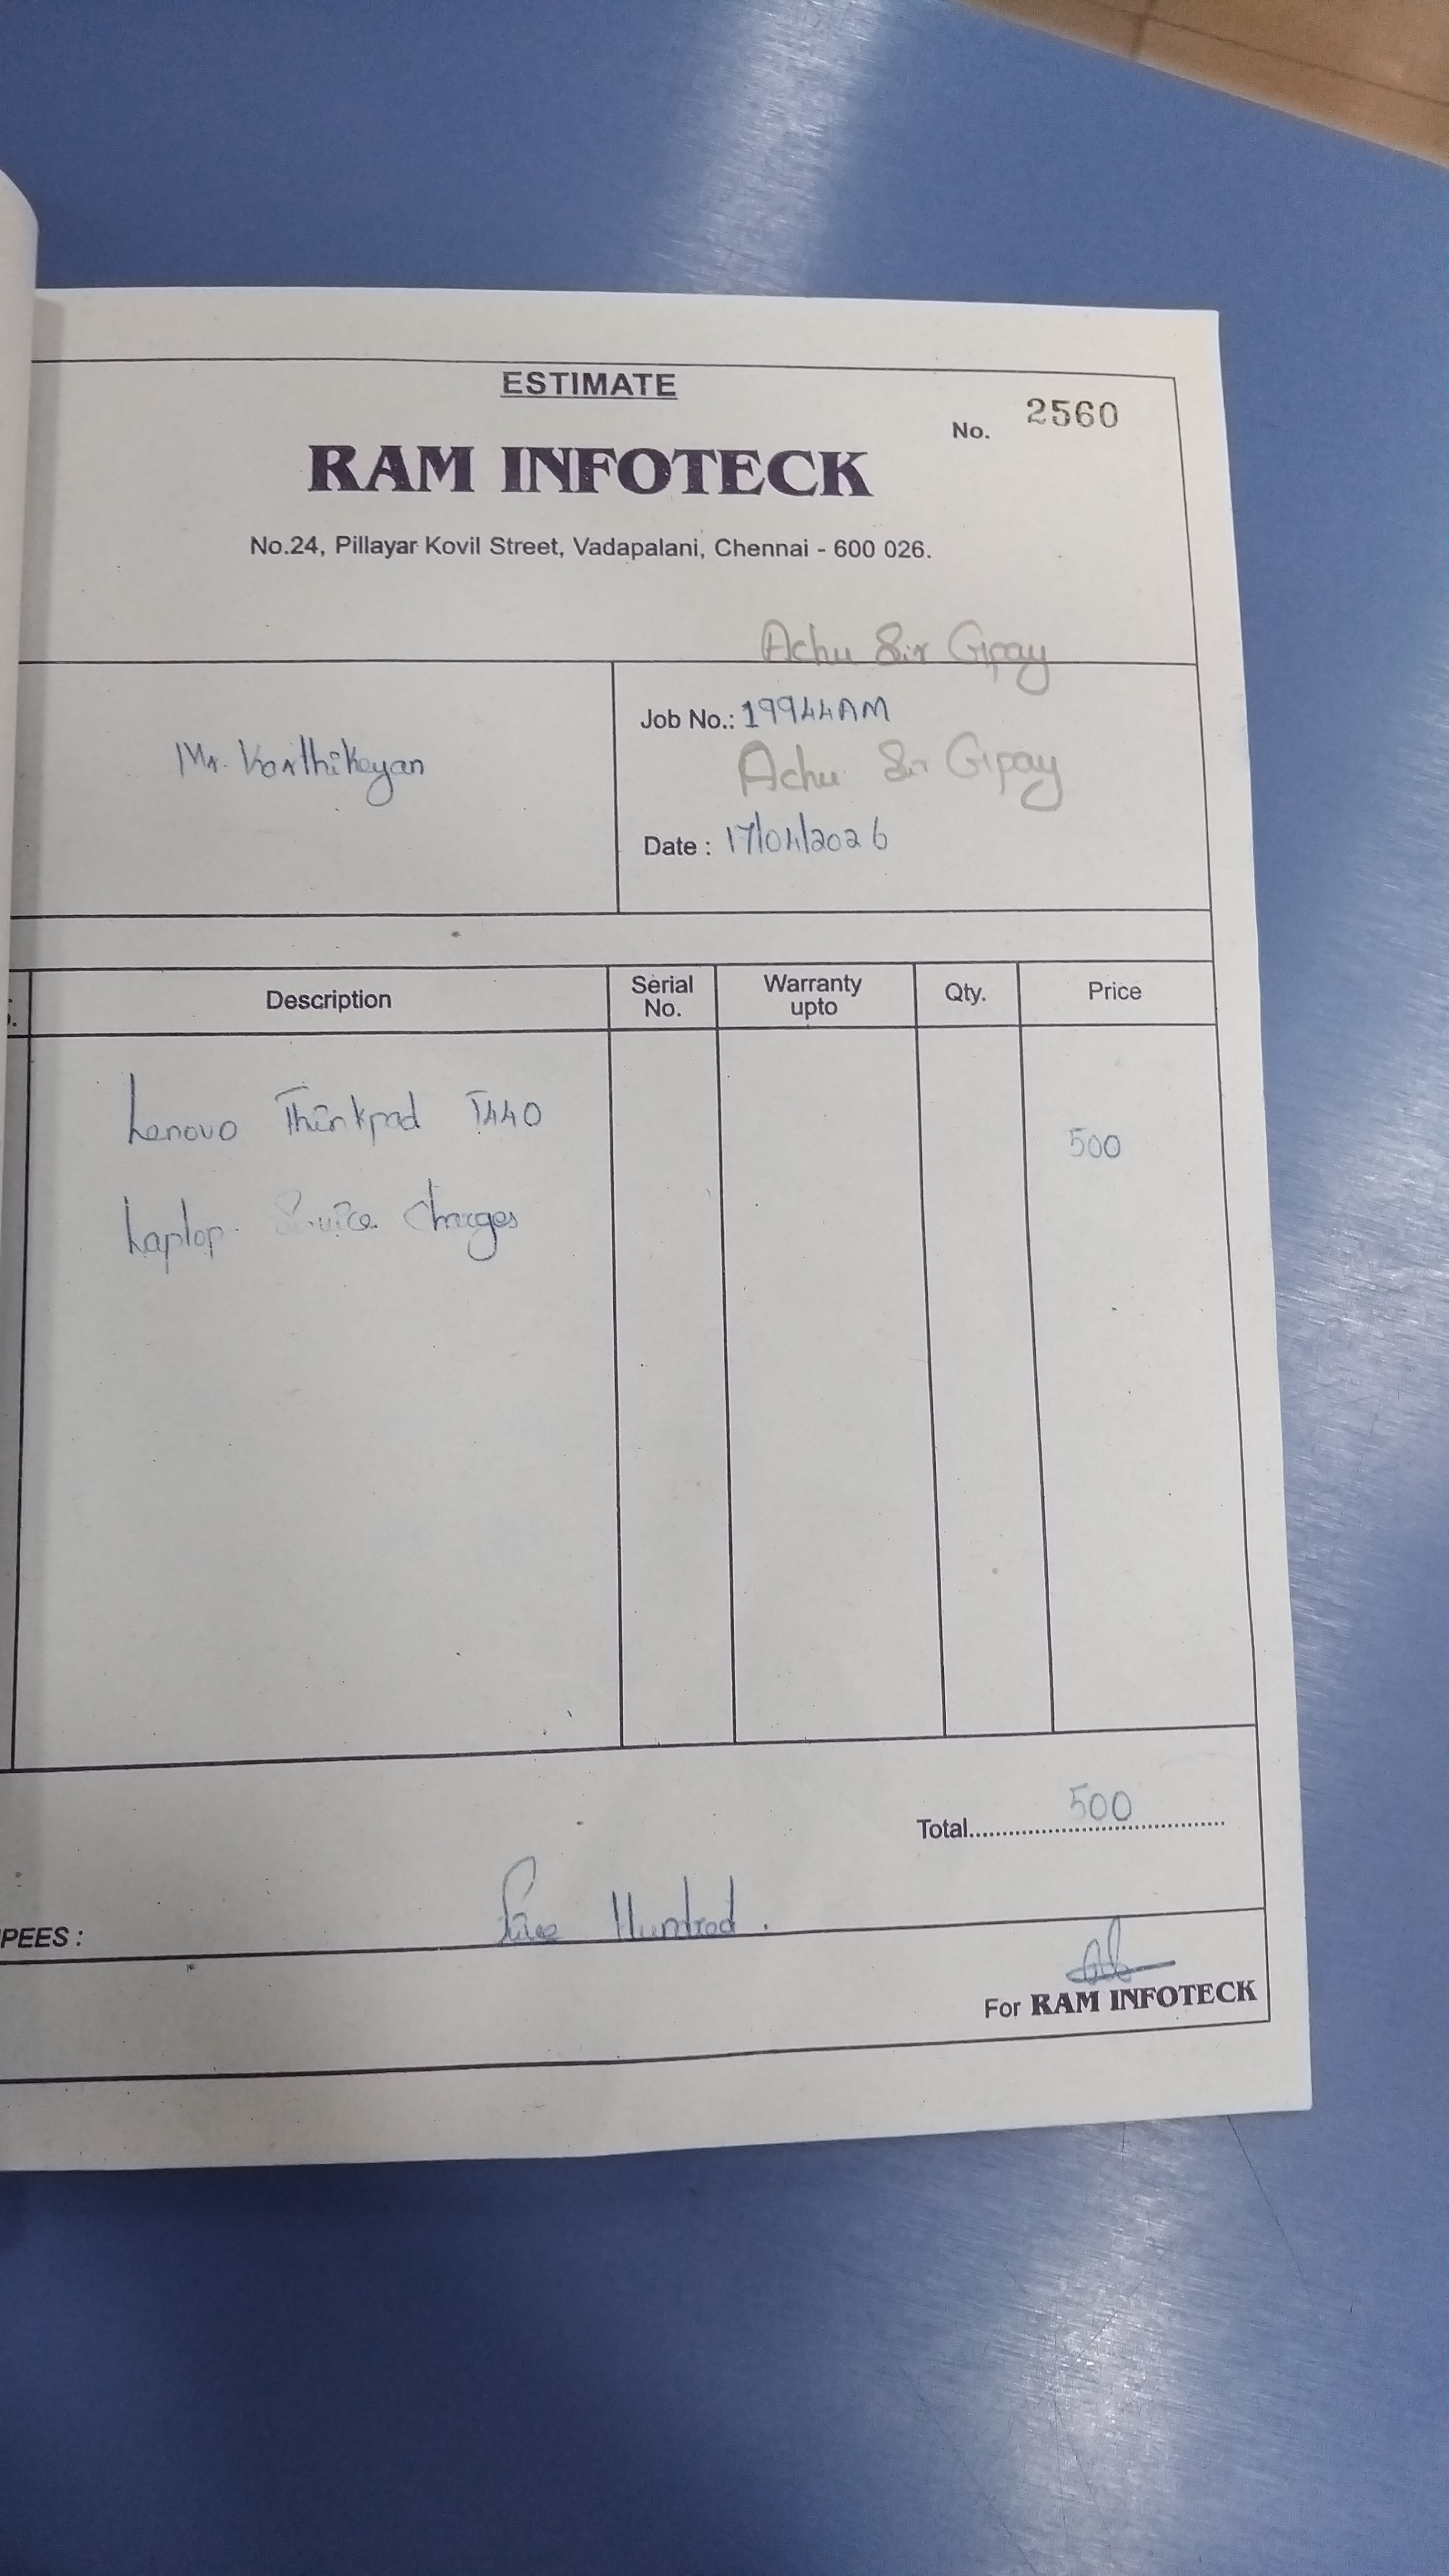 ESTIMATE
No. 2560
RAM INFOTECK
No.24, Pillayar Kovil Street, Vadapalani, Chennai - 600 026.
Achu Sir Gpay
Mr. Karthikeyan
Job No.: 19944AM
Achu Sir Gpay
Date : 17/04/2026
Description Serial No. Warranty upto Qty. Price
Lenovo Thinkpad T440
500
Laptop Service Charges
Total 500
PEES : Five Hundred.
For RAM INFOTECK